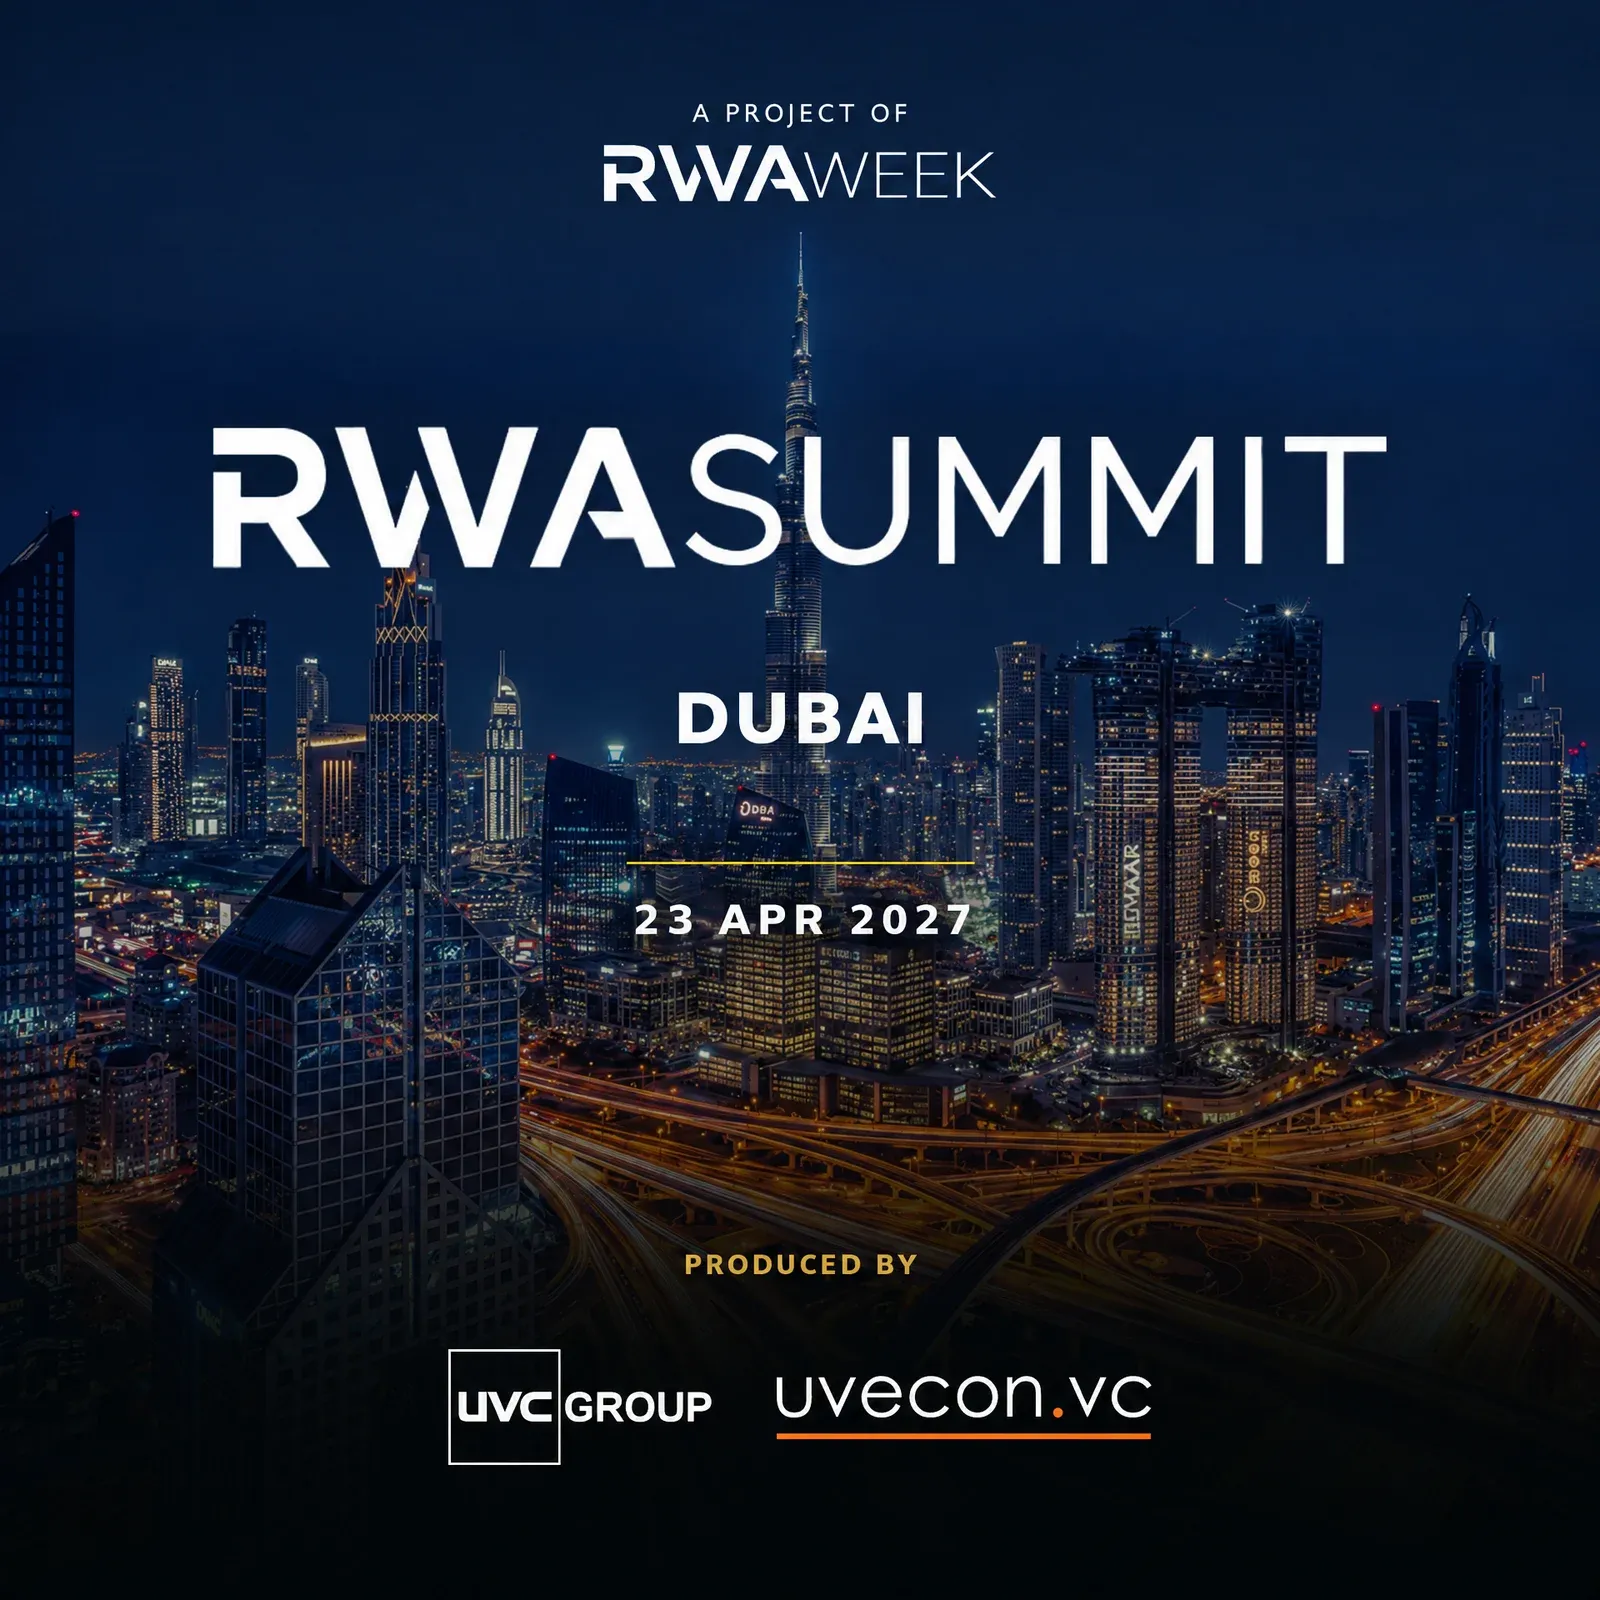 A PROJECT OF
RWAWEEK
RWASUMMIT
DUBAI
23 APR 2027
PRODUCED BY
UVC GROUP
uvecon.vc